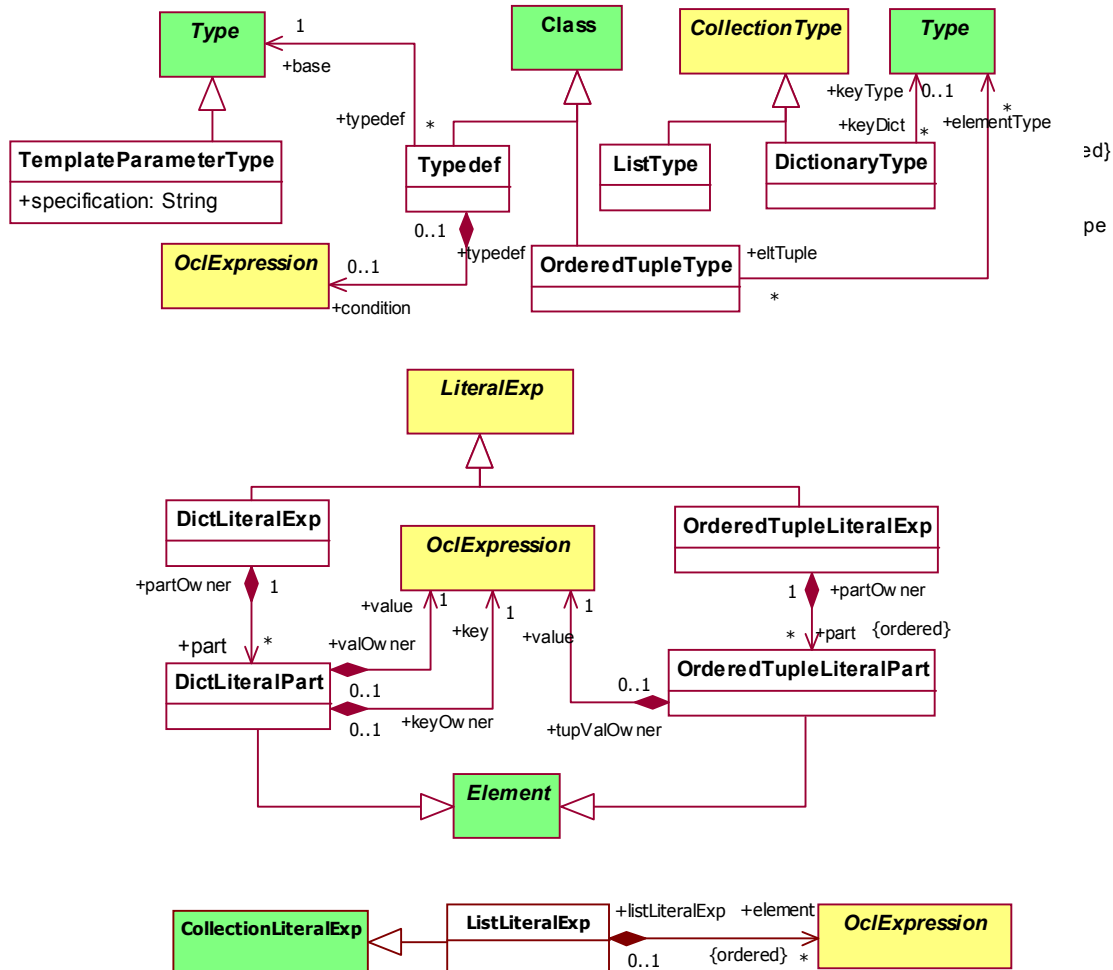 Type
1
+base
Class
CollectionType
Type
+keyType
0..1
+typedef
*
+keyDict
*
*
+elementType
ed}
TemplateParameterType
+specification: String
Typedef
ListType
DictionaryType
pe
0..1
+typedef
OclExpression
0..1
+condition
OrderedTupleType
+eltTuple
*
LiteralExp
DictLiteralExp
OclExpression
OrderedTupleLiteralExp
+partOwner
1
+value
1
+key
1
+value
1
1
+partOwner
+part
*
+valOwner
*
+part
{ordered}
DictLiteralPart
0..1
0..1
+keyOwner
0..1
+tupValOwner
OrderedTupleLiteralPart
Element
CollectionLiteralExp
ListLiteralExp
+listLiteralExp
+element
OclExpression
0..1
{ordered}
*